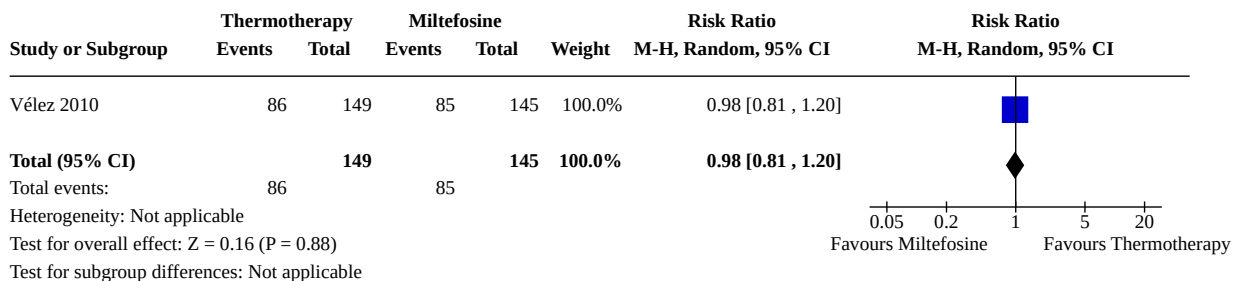 Thermotherapy Miltefosine Risk Ratio Risk Ratio
Study or Subgroup Events Total Events Total Weight M-H, Random, 95% CI M-H, Random, 95% CI
Vélez 2010 86 149 85 145 100.0% 0.98 [0.81 , 1.20]
Total (95% CI) 149 145 100.0% 0.98 [0.81 , 1.20]
Total events: 86 85
Heterogeneity: Not applicable
0.05 0.2 1 5 20
Test for overall effect: Z = 0.16 (P = 0.88)
Favours Miltefosine Favours Thermotherapy
Test for subgroup differences: Not applicable